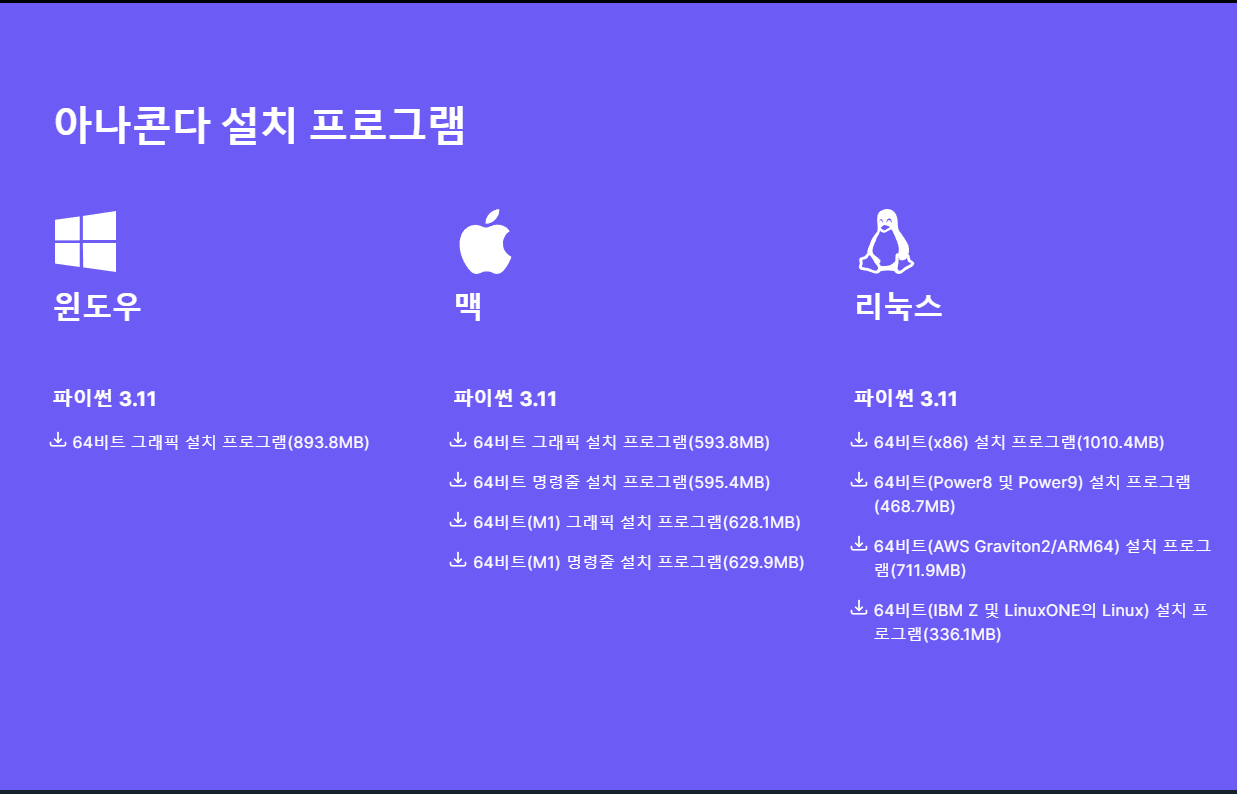 아나콘다 설치 프로그램
윈도우
파이썬 3.11
64비트 그래픽 설치 프로그램(893.8MB)
맥
파이썬 3.11
64비트 그래픽 설치 프로그램(593.8MB)
64비트 명령줄 설치 프로그램(595.4MB)
64비트(M1) 그래픽 설치 프로그램(628.1MB)
64비트(M1) 명령줄 설치 프로그램(629.9MB)
리눅스
파이썬 3.11
64비트(x86) 설치 프로그램(1010.4MB)
64비트(Power8 및 Power9) 설치 프로그램
(468.7MB)
64비트(AWS Graviton2/ARM64) 설치 프로그
램(711.9MB)
64비트(IBM Z 및 LinuxONE의 Linux) 설치 프
로그램(336.1MB)